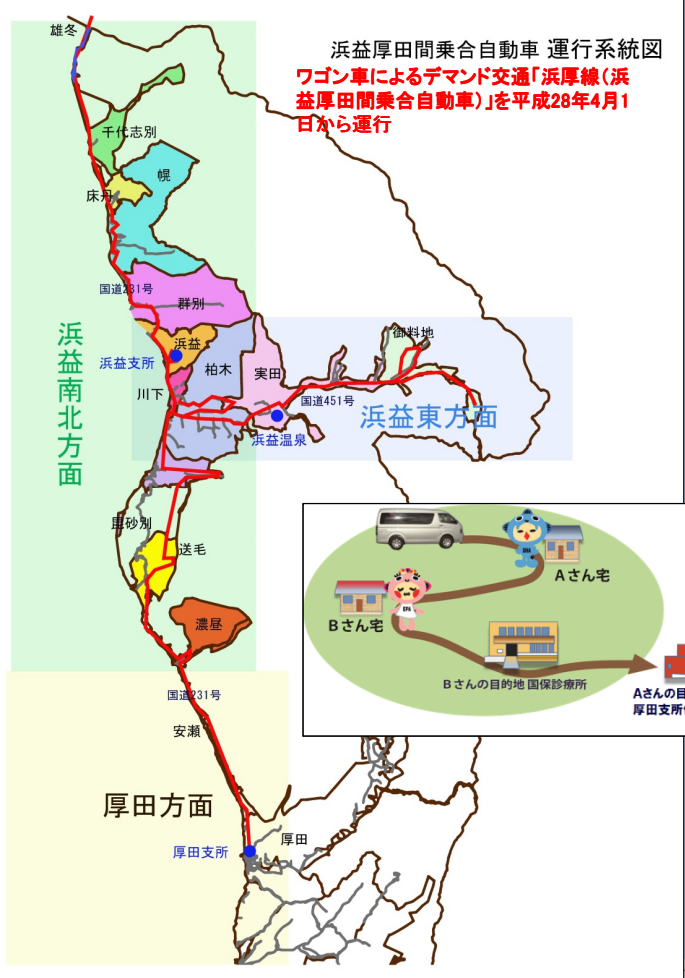 雄冬
浜益厚田間乗合自動車 運行系統図
ワゴン車によるデマンド交通「浜厚線(浜
益厚田間乗合自動車)」を平成28年4月1
日から運行
千代志別
幌
床丹
国道231号
群別
浜益南北方面
浜益
浜益支所
柏木
実田
御料地
川下
国道451号
浜益東方面
浜益温泉
毘砂別
送毛
Aさん宅
Bさん宅
濃昼
Bさんの目的地 国保診療所
Aさんの目
厚田支所
国道231号
安瀬
厚田方面
厚田
厚田支所